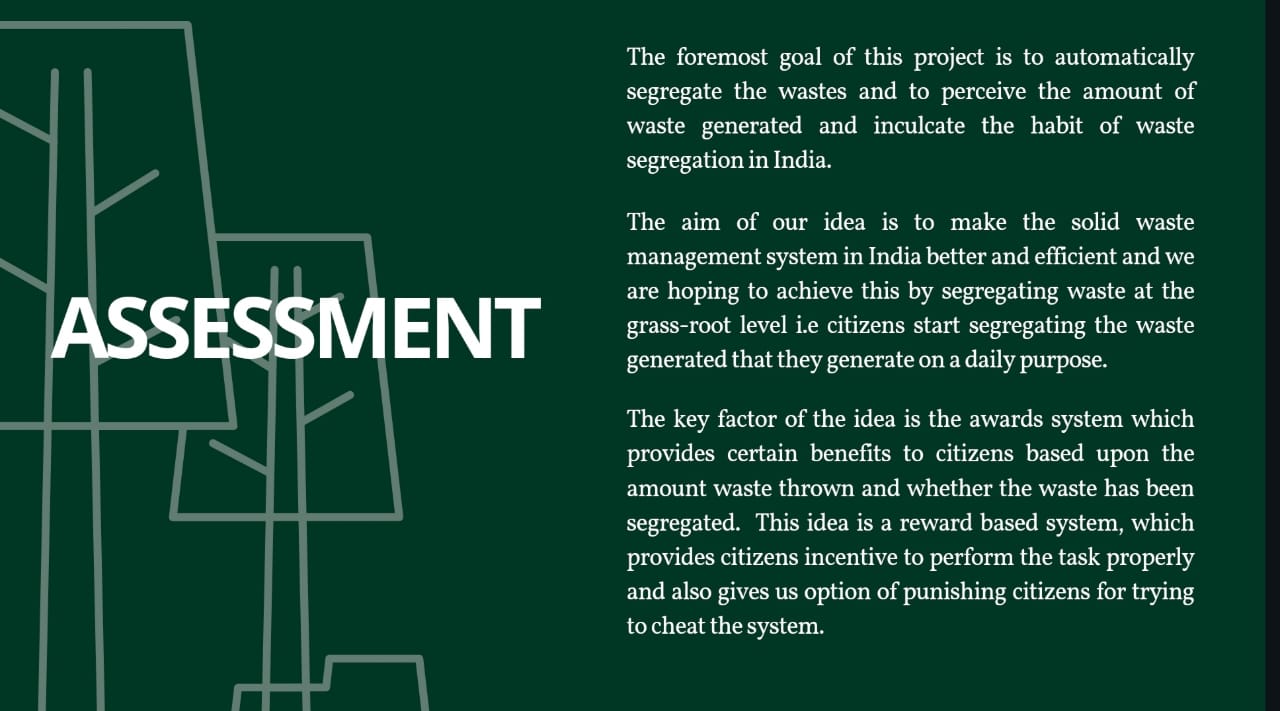 ASSESSMENT
The foremost goal of this project is to automatically
segregate the wastes and to perceive the amount of
waste generated and inculcate the habit of waste
segregation in India.
The aim of our idea is to make the solid waste
management system in India better and efficient and we
are hoping to achieve this by segregating waste at the
grass-root level i.e citizens start segregating the waste
generated that they generate on a daily purpose.
The key factor of the idea is the awards system which
provides certain benefits to citizens based upon the
amount waste thrown and whether the waste has been
segregated.  This idea is a reward based system, which
provides citizens incentive to perform the task properly
and also gives us option of punishing citizens for trying
to cheat the system.